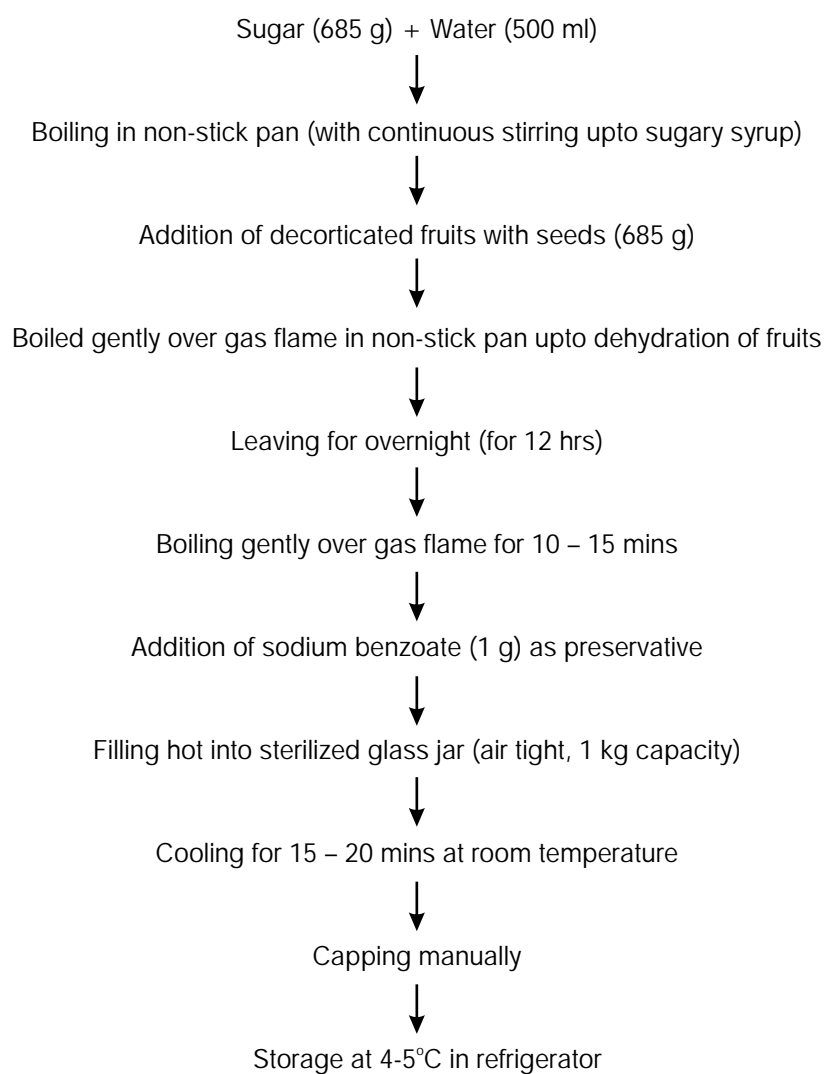 Sugar (685 g) + Water (500 ml)
Boiling in non-stick pan (with continuous stirring upto sugary syrup)
Addition of decorticated fruits with seeds (685 g)
Boiled gently over gas flame in non-stick pan upto dehydration of fruits
Leaving for overnight (for 12 hrs)
Boiling gently over gas flame for 10 – 15 mins
Addition of sodium benzoate (1 g) as preservative
Filling hot into sterilized glass jar (air tight, 1 kg capacity)
Cooling for 15 – 20 mins at room temperature
Capping manually
Storage at 4-5°C in refrigerator